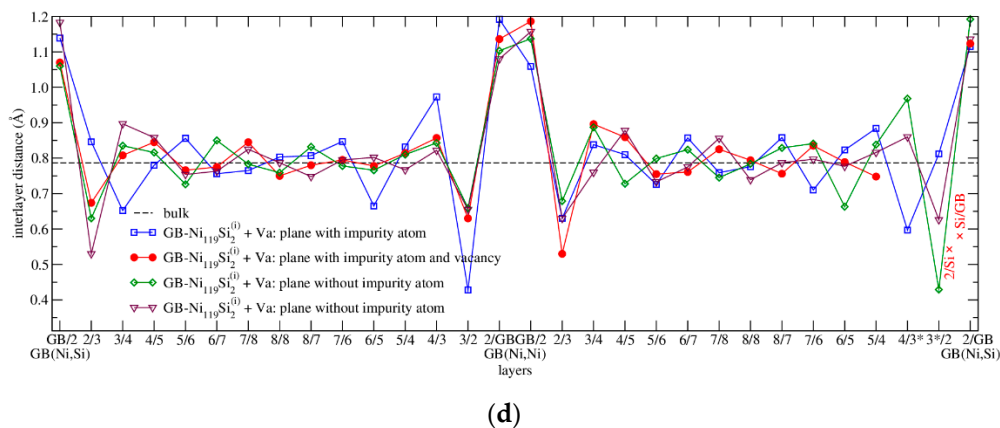 1.2
1.1
1.0
0.9
0.8
0.7
0.6
0.5
0.4
interlayer distance (Å)
bulk
GB-Ni₁₁₉Si₂⁽ⁱ⁾ + Va: plane with impurity atom
GB-Ni₁₁₉Si₂⁽ⁱ⁾ + Va: plane with impurity atom and vacancy
GB-Ni₁₁₉Si₂⁽ⁱ⁾ + Va: plane without impurity atom
GB-Ni₁₁₉Si₂⁽ⁱ⁾ + Va: plane without impurity atom
2/Si × × Si/GB
GB/2 2/3 3/4 4/5 5/6 6/7 7/8 8/8 8/7 7/6 6/5 5/4 4/3 3/2 2/GB GB/2 2/3 3/4 4/5 5/6 6/7 7/8 8/8 8/7 7/6 6/5 5/4 4/3* 3*/2 2/GB
GB(Ni,Si) GB(Ni,Ni) GB(Ni,Si)
layers
(d)